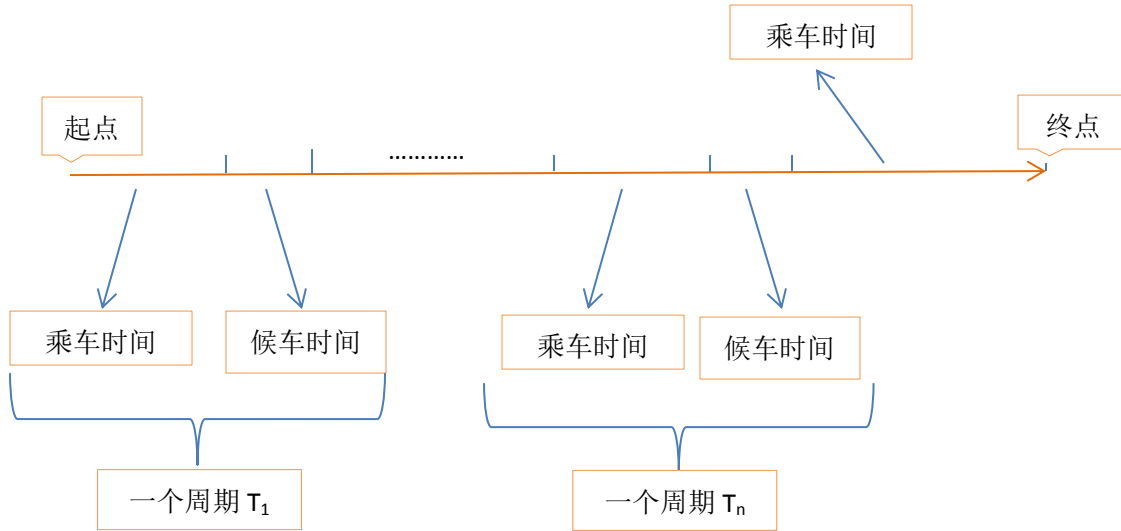 乘车时间
起点
终点
…………
乘车时间
候车时间
乘车时间
候车时间
一个周期 T₁
一个周期 Tₙ